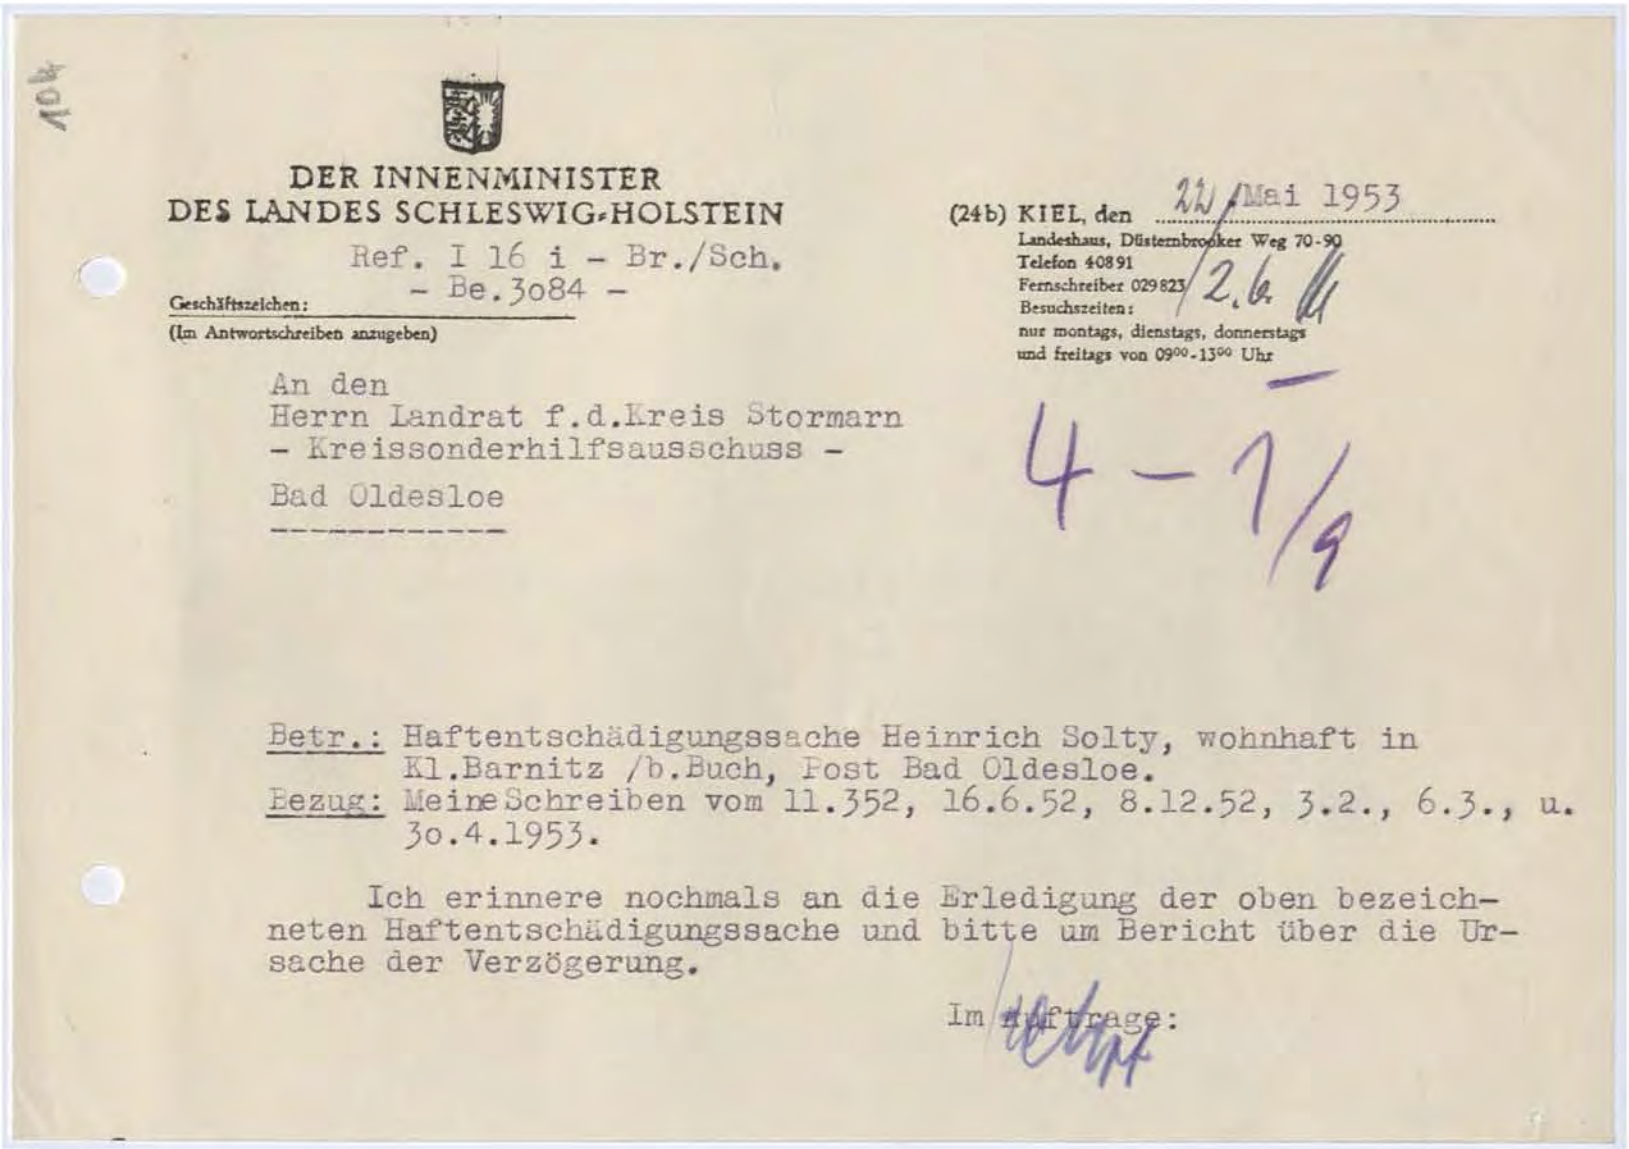 104
DER INNENMINISTER
DES LANDES SCHLESWIG-HOLSTEIN
Ref. I 16 i - Br./Sch.
- Be.3o84 -
Geschäftszeichen:
(Im Antwortschreiben anzugeben)
(24b) KIEL, den 22. Mai 1953
Landeshaus, Düsternbrooker Weg 70-90
Telefon 40891
Fernschreiber 029823
Besuchszeiten:
nur montags, dienstags, donnerstags
und freitags von 09⁰⁰-13⁰⁰ Uhr
2.6.
4-1/9
An den
Herrn Landrat f.d.Kreis Stormarn
- Kreissonderhilfsausschuss -
Bad Oldesloe
Betr.: Haftentschädigungssache Heinrich Solty, wohnhaft in
Kl.Barnitz /b.Buch, Post Bad Oldesloe.
Bezug: Meine Schreiben vom 11.352, 16.6.52, 8.12.52, 3.2., 6.3., u.
3o.4.1953.
Ich erinnere nochmals an die Erledigung der oben bezeich-
neten Haftentschädigungssache und bitte um Bericht über die Ur-
sache der Verzögerung.
Im Auftrage: